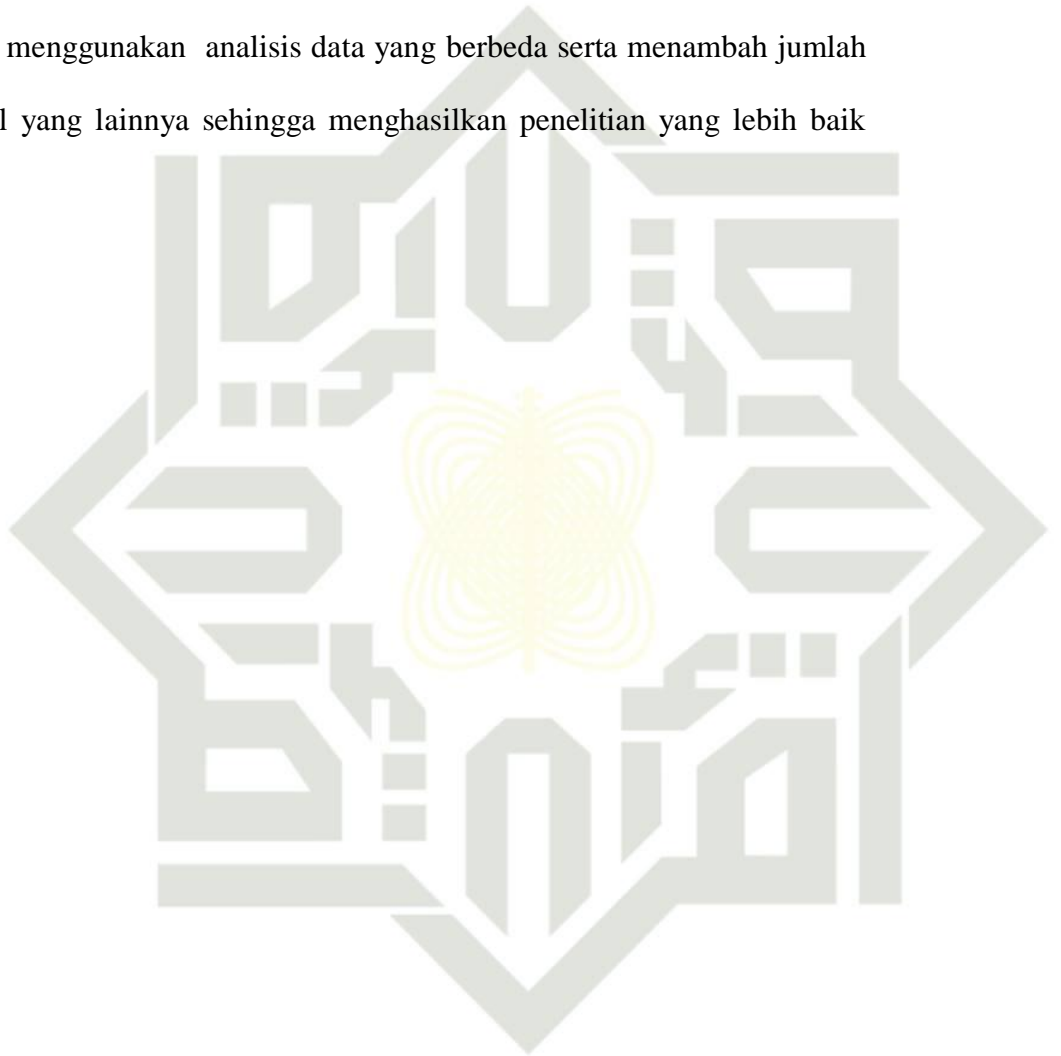 menggunakan analisis data yang berbeda serta menambah jumlah
l yang lainnya sehingga menghasilkan penelitian yang lebih baik